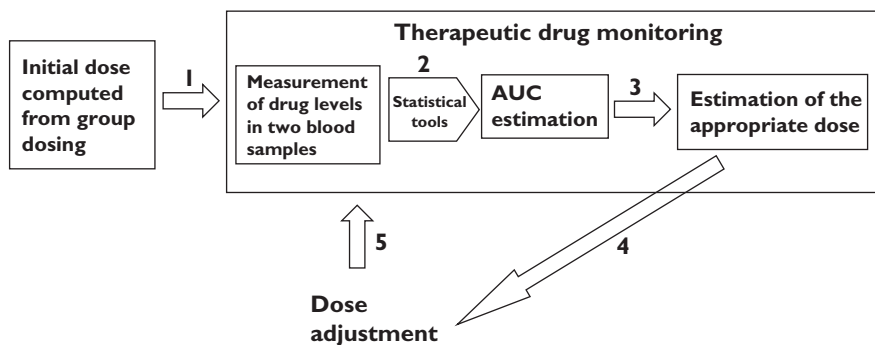 Therapeutic drug monitoring
Initial dose
computed
from group
dosing
1
Measurement
of drug levels
in two blood
samples
2
Statistical
tools
AUC
estimation
3
Estimation of the
appropriate dose
4
Dose
adjustment
5